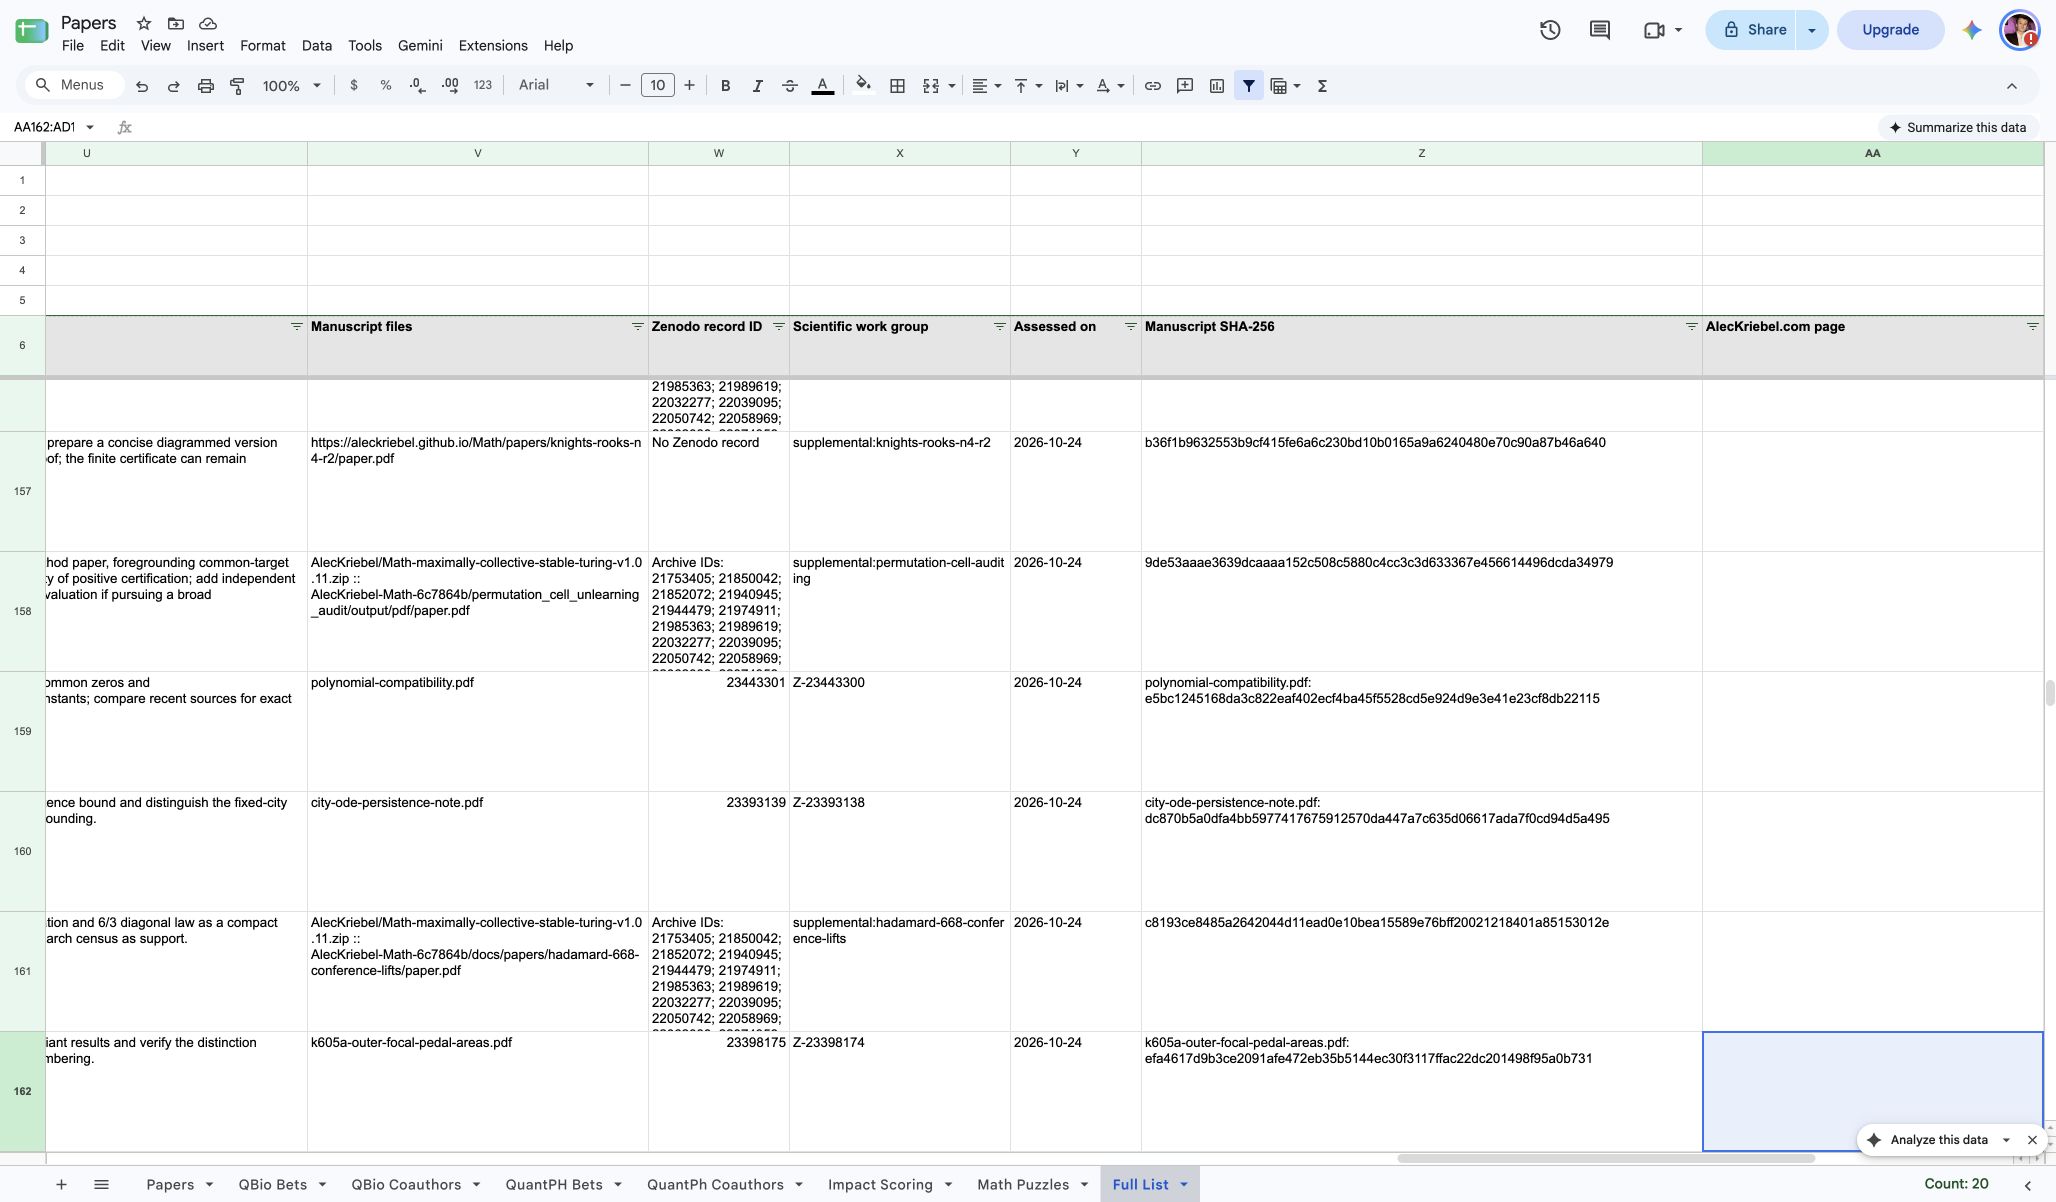 Papers
File Edit View Insert Format Data Tools Gemini Extensions Help
Share
Upgrade
Menus
100%
$ % .0 .00 123
Arial
10
B I A
AA162:AD1
fx
Summarize this data
U V W X Y Z AA
1
2
3
4
5
6
Manuscript files
Zenodo record ID
Scientific work group
Assessed on
Manuscript SHA-256
AlecKriebel.com page
21985363; 21989619;
22032277; 22039095;
22050742; 22058969;
157
prepare a concise diagrammed version
of; the finite certificate can remain
https://aleckriebel.github.io/Math/papers/knights-rooks-n
4-r2/paper.pdf
No Zenodo record
supplemental:knights-rooks-n4-r2
2026-10-24
b36f1b9632553b9cf415fe6a6c230bd10b0165a9a6240480e70c90a87b46a640
158
hod paper, foregrounding common-target
y of positive certification; add independent
valuation if pursuing a broad
AlecKriebel/Math-maximally-collective-stable-turing-v1.0
.11.zip ::
AlecKriebel-Math-6c7864b/permutation_cell_unlearning
_audit/output/pdf/paper.pdf
Archive IDs:
21753405; 21850042;
21852072; 21940945;
21944479; 21974911;
21985363; 21989619;
22032277; 22039095;
22050742; 22058969;
supplemental:permutation-cell-audit
ing
2026-10-24
9de53aaae3639dcaaaa152c508c5880c4cc3c3d633367e456614496dcda34979
159
ommon zeros and
nstants; compare recent sources for exact
polynomial-compatibility.pdf
23443301
Z-23443300
2026-10-24
polynomial-compatibility.pdf:
e5bc1245168da3c822eaf402ecf4ba45f5528cd5e924d9e3e41e23cf8db22115
160
ence bound and distinguish the fixed-city
ounding.
city-ode-persistence-note.pdf
23393139
Z-23393138
2026-10-24
city-ode-persistence-note.pdf:
dc870b5a0dfa4bb5977417675912570da447a7c635d06617ada7f0cd94d5a495
161
tion and 6/3 diagonal law as a compact
arch census as support.
AlecKriebel/Math-maximally-collective-stable-turing-v1.0
.11.zip ::
AlecKriebel-Math-6c7864b/docs/papers/hadamard-668-
conference-lifts/paper.pdf
Archive IDs:
21753405; 21850042;
21852072; 21940945;
21944479; 21974911;
21985363; 21989619;
22032277; 22039095;
22050742; 22058969;
supplemental:hadamard-668-confer
ence-lifts
2026-10-24
c8193ce8485a2642044d11ead0e10bea15589e76bff20021218401a85153012e
162
iant results and verify the distinction
mbering.
k605a-outer-focal-pedal-areas.pdf
23398175
Z-23398174
2026-10-24
k605a-outer-focal-pedal-areas.pdf:
efa4617d9b3ce2091afe472eb35b5144ec30f3117ffac22dc201498f95a0b731
Analyze this data
Papers QBio Bets QBio Coauthors QuantPH Bets QuantPh Coauthors Impact Scoring Math Puzzles Full List
Count: 20